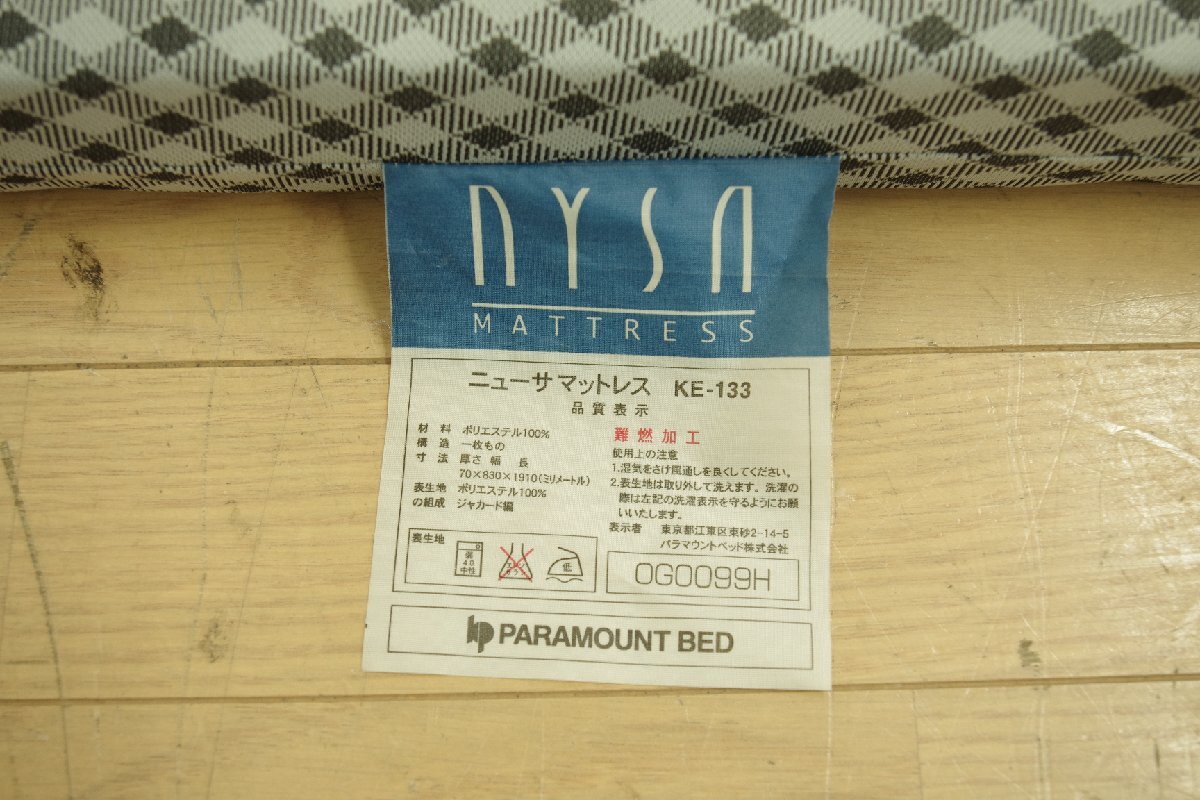 NYSA
MATTRESS
ニューサマットレス KE-133
品質表示
材料 ポリエステル100%
構造 一枚もの
寸法 厚さ 幅 長
70×830×1910(ミリメートル)
表生地 ポリエステル100%
の組成 ジャカード編
難燃加工
使用上の注意
1.湿気をさけ風通しを良くしてください。
2.表生地は取り外して洗えます。洗濯の
際は左記の洗濯表示を守るようにお願
いいたします。
表示者 東京都江東区東砂2-14-5
パラマウントベッド株式会社
表生地
弱
40
中性
低
0G0099H
PARAMOUNT BED